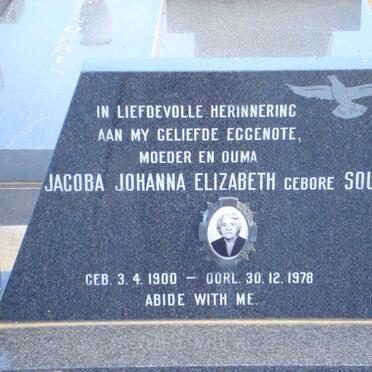 IN LIEFDEVOLLE HERINNERING
AAN MY GELIEFDE EGGENOTE,
MOEDER EN OUMA
JACOBA JOHANNA ELIZABETH GEBORE SOU
GEB. 3. 4. 1900 — OORL. 30. 12. 1978
ABIDE WITH ME.